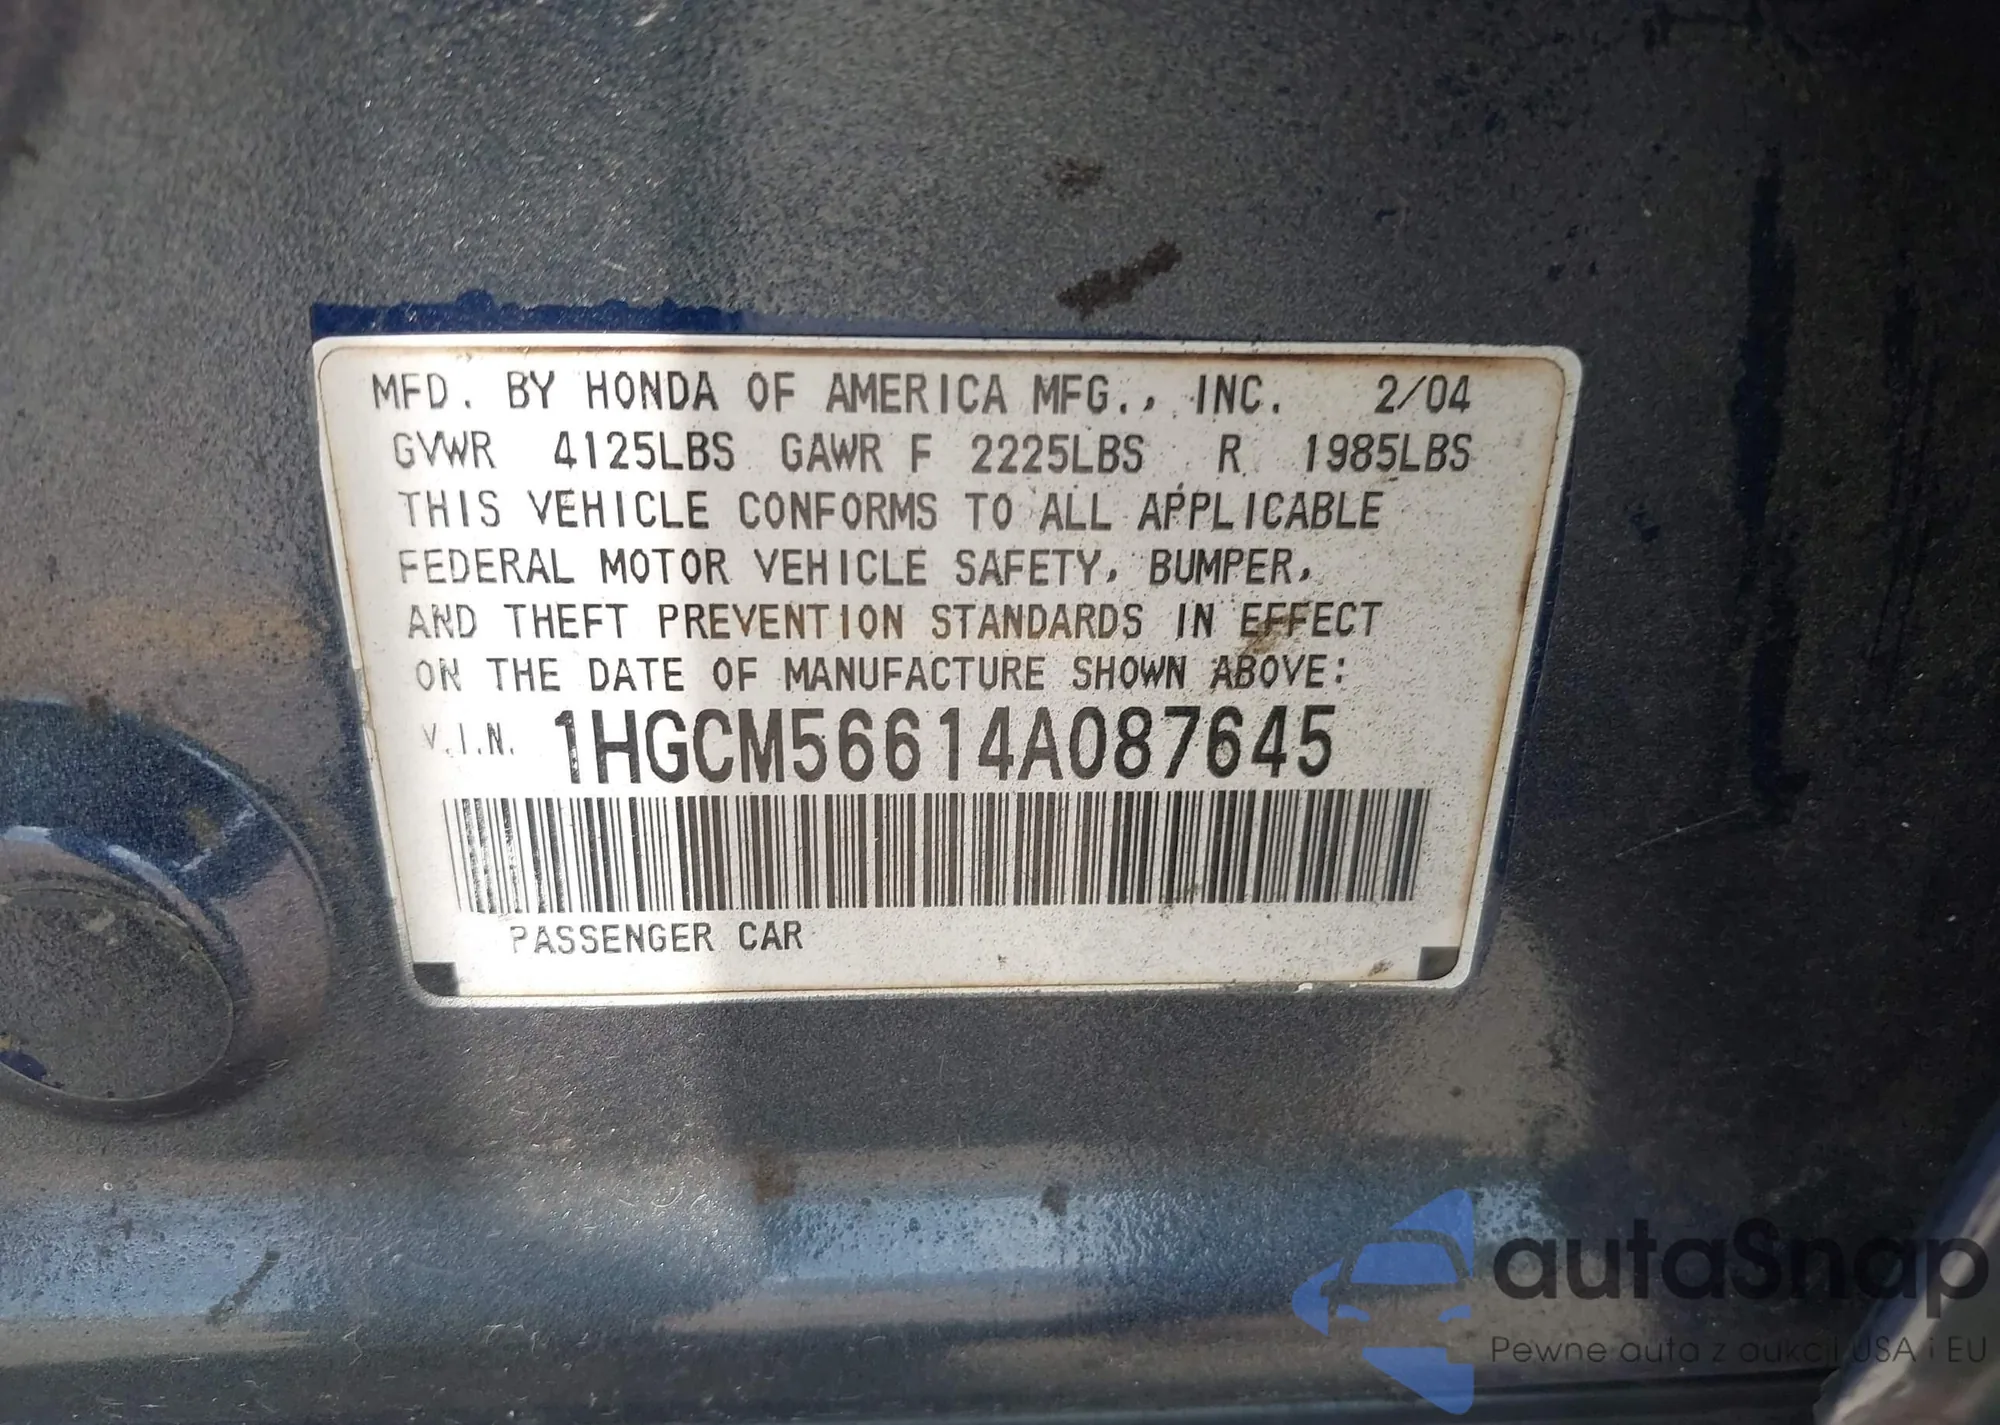 MFD. BY HONDA OF AMERICA MFG., INC. 2/04
GVWR 4125LBS GAWR F 2225LBS R 1985LBS
THIS VEHICLE CONFORMS TO ALL APPLICABLE
FEDERAL MOTOR VEHICLE SAFETY, BUMPER,
AND THEFT PREVENTION STANDARDS IN EFFECT
ON THE DATE OF MANUFACTURE SHOWN ABOVE:
V.I.N. 1HGCM56614A087645
PASSENGER CAR
autaSnap
Pewne auta z aukcji USA i EU